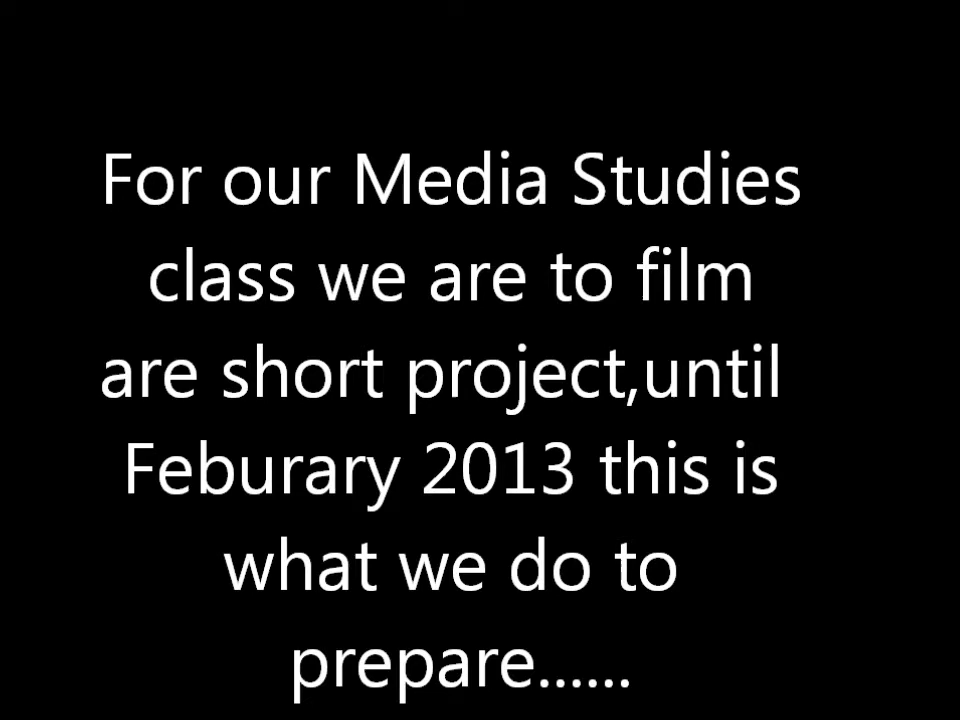 For our Media Studies
class we are to film
are short project,until
Feburary 2013 this is
what we do to
prepare......